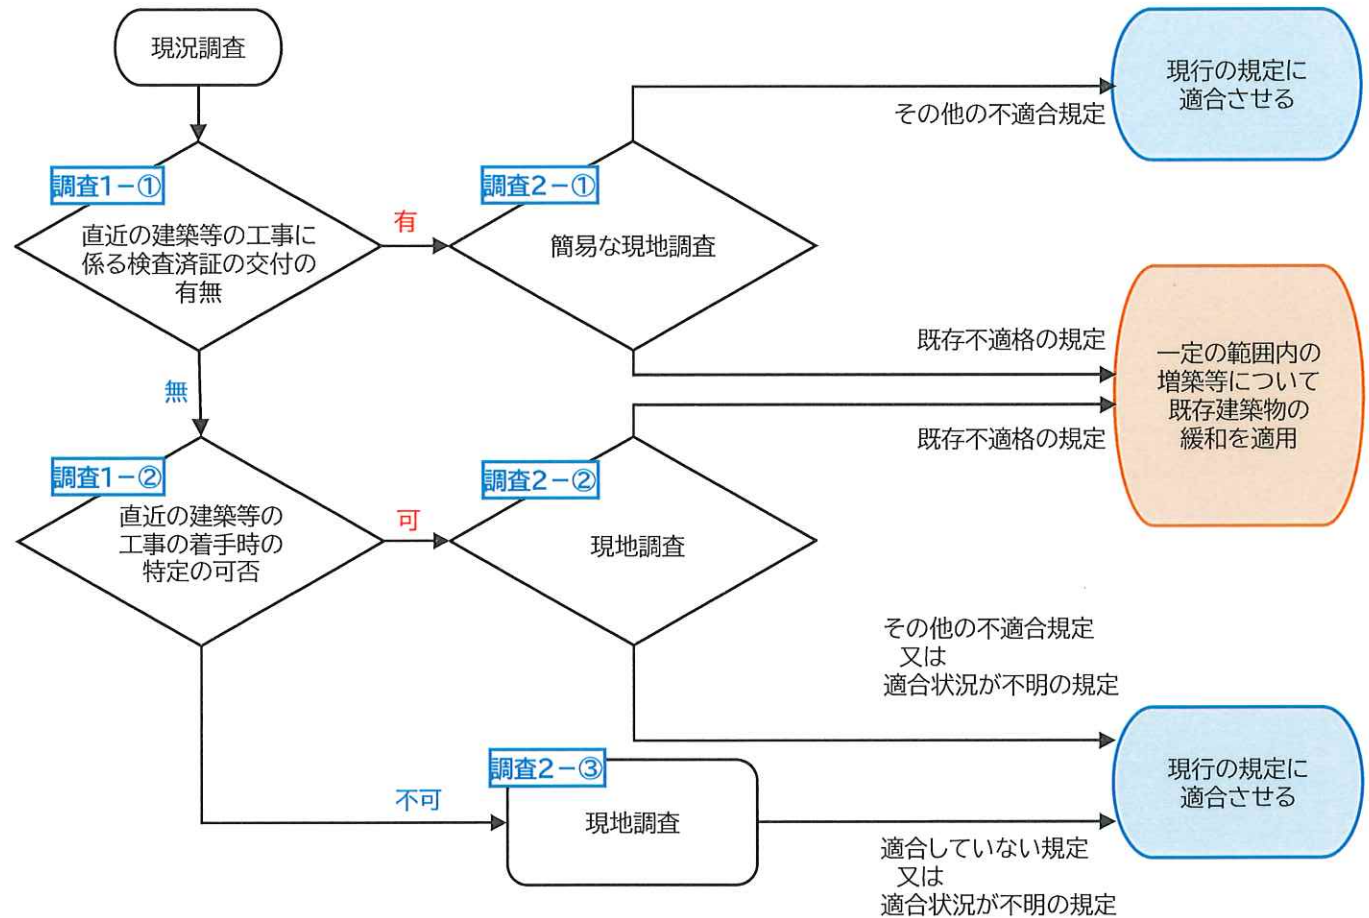 現況調査
調査1-①
直近の建築等の工事に
係る検査済証の交付の
有無
有
無
調査2-①
簡易な現地調査
その他の不適合規定
現行の規定に
適合させる
既存不適格の規定
一定の範囲内の
増築等について
既存建築物の
緩和を適用
既存不適格の規定
調査1-②
直近の建築等の
工事の着手時の
特定の可否
可
調査2-②
現地調査
その他の不適合規定
又は
適合状況が不明の規定
不可
調査2-③
現地調査
現行の規定に
適合させる
適合していない規定
又は
適合状況が不明の規定